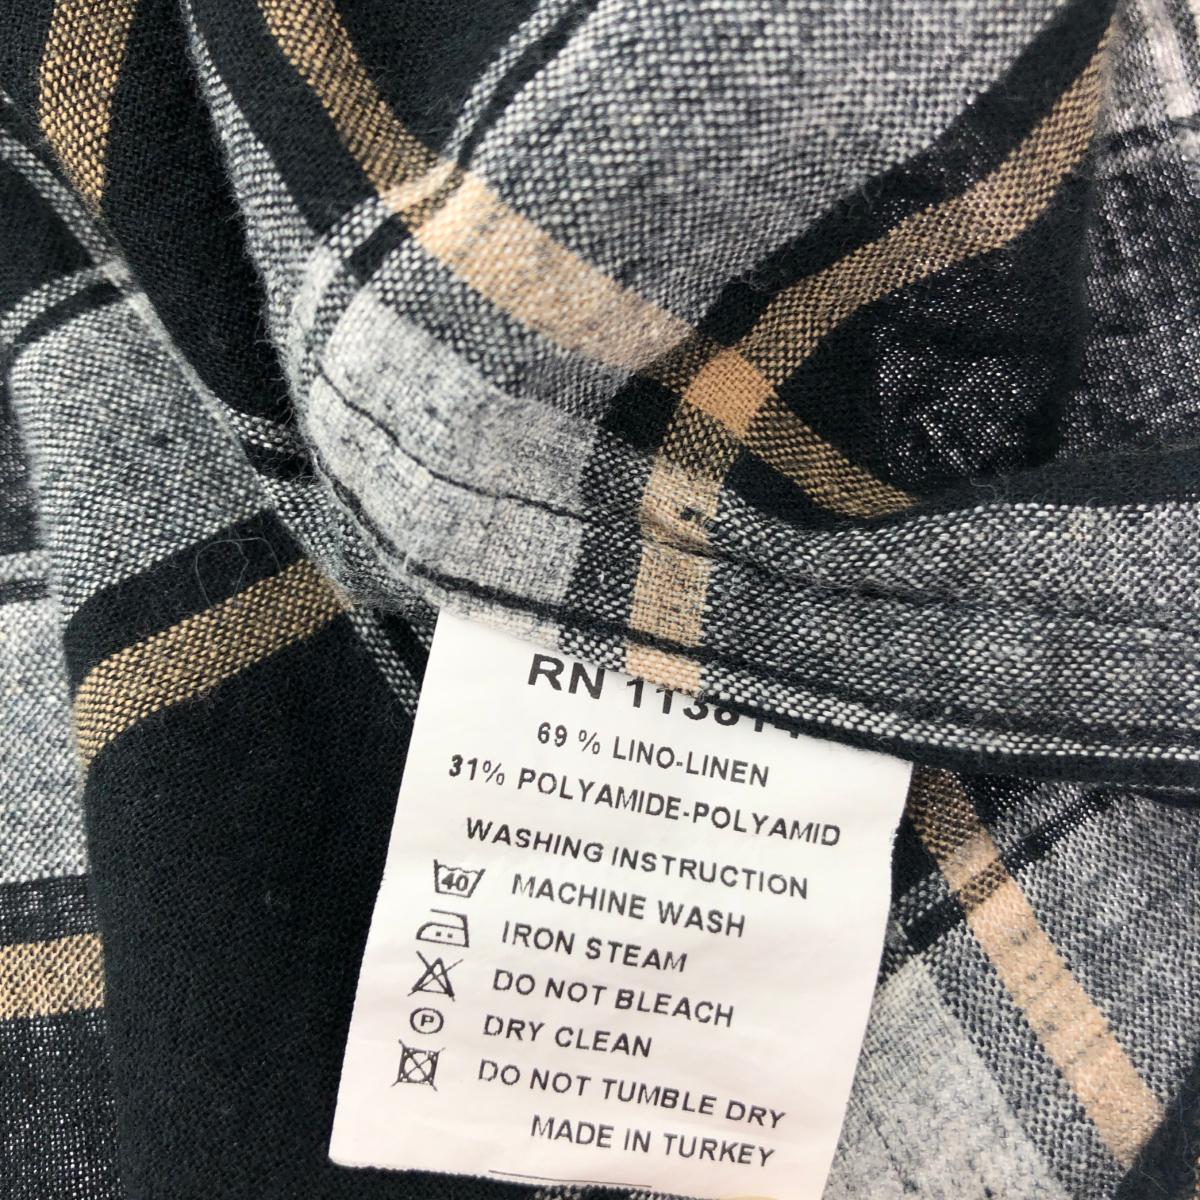 RN
69 % LINO-LINEN
31% POLYAMIDE-POLYAMID
WASHING INSTRUCTION
40 MACHINE WASH
IRON STEAM
DO NOT BLEACH
P DRY CLEAN
DO NOT TUMBLE DRY
MADE IN TURKEY